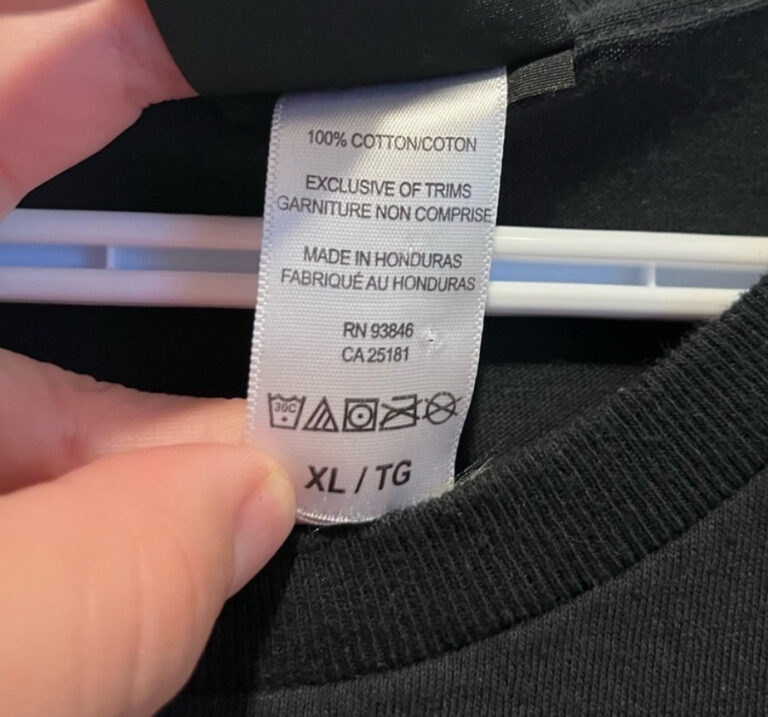 100% COTTON/COTON
EXCLUSIVE OF TRIMS
GARNITURE NON COMPRISE
MADE IN HONDURAS
FABRIQUÉ AU HONDURAS
RN 93846
CA 25181
30C
XL / TG